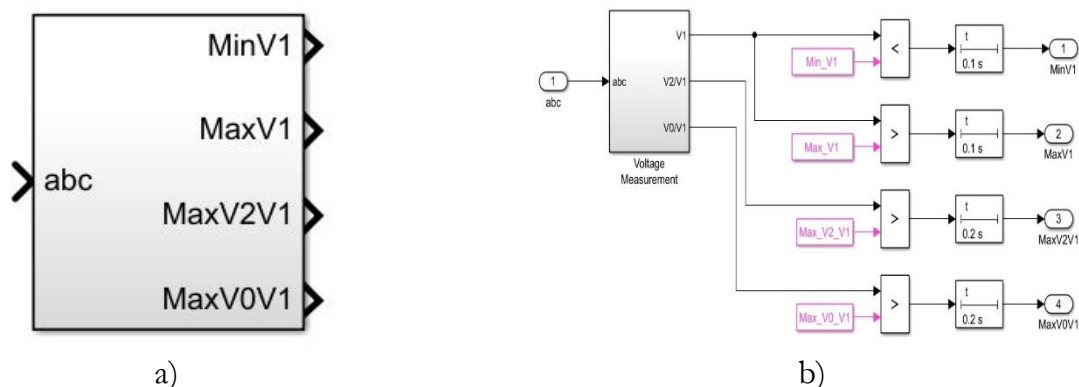 abc
MinV1
MaxV1
MaxV2V1
MaxV0V1
a)
1
abc
abc
V1
V2/V1
V0/V1
Voltage
Measurement
Min_V1
<
t
0.1 s
1
MinV1
Max_V1
>
t
0.1 s
2
MaxV1
Max_V2_V1
>
t
0.2 s
3
MaxV2V1
Max_V0_V1
>
t
0.2 s
4
MaxV0V1
b)